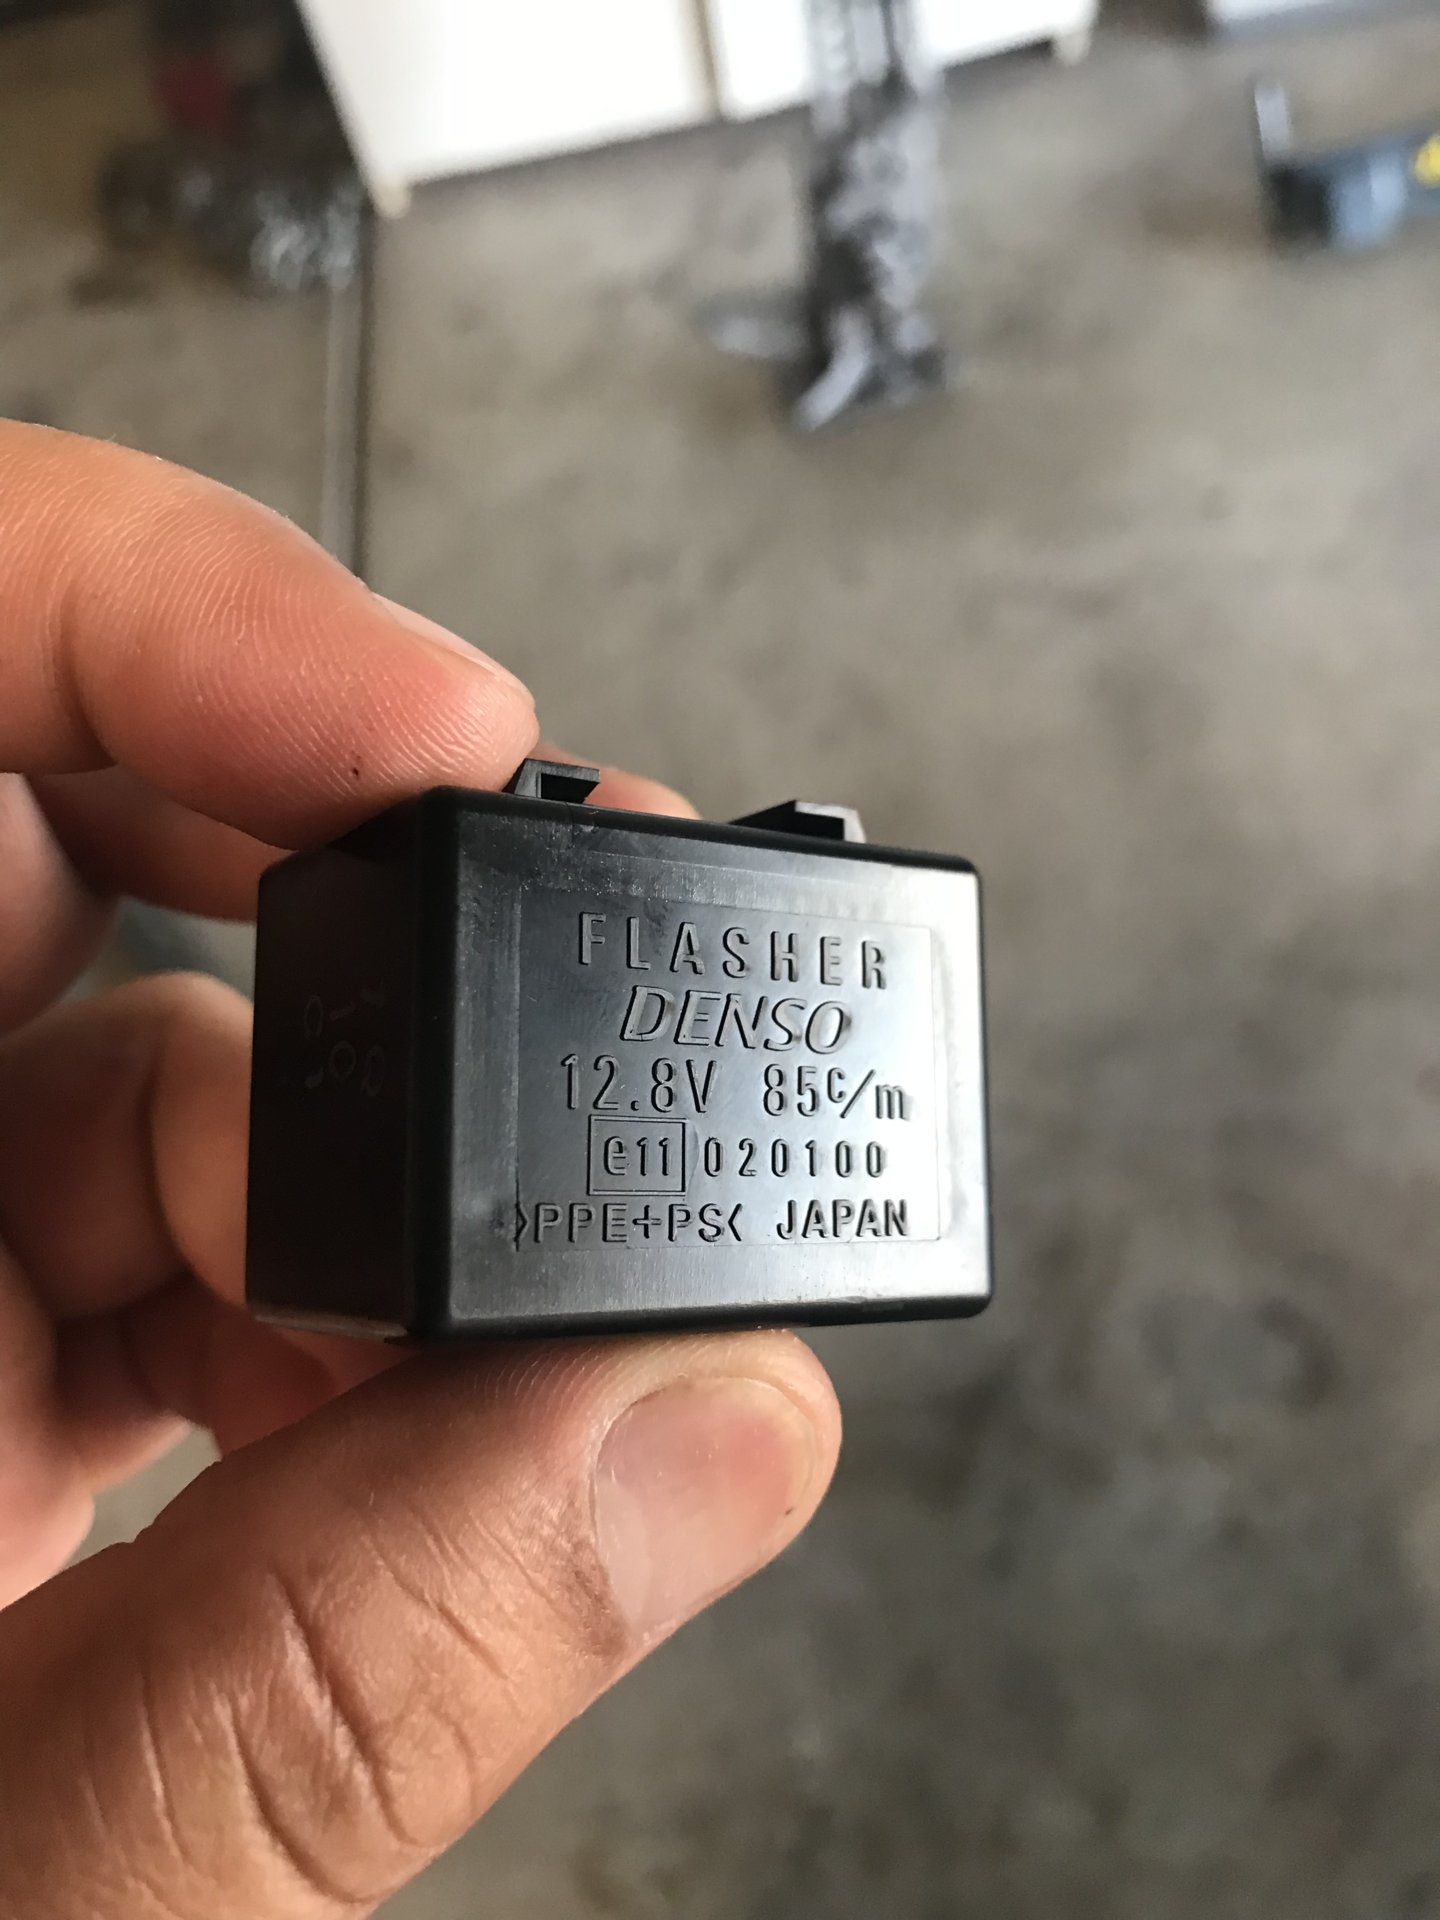 FLASHER
DENSO
12.8V 85c/m
e11 020100
>PPE+PS< JAPAN